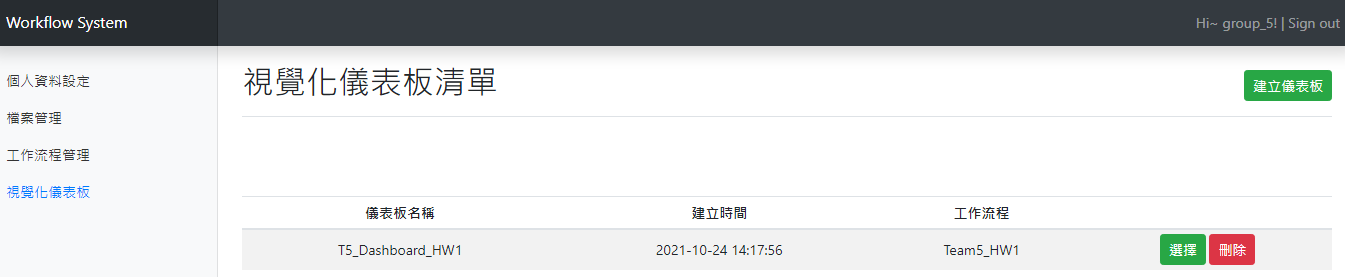 Workflow System
Hi~ group_5! | Sign out
個人資料設定
檔案管理
工作流程管理
視覺化儀表板
視覺化儀表板清單
建立儀表板
儀表板名稱 建立時間 工作流程
T5_Dashboard_HW1 2021-10-24 14:17:56 Team5_HW1 選擇 刪除